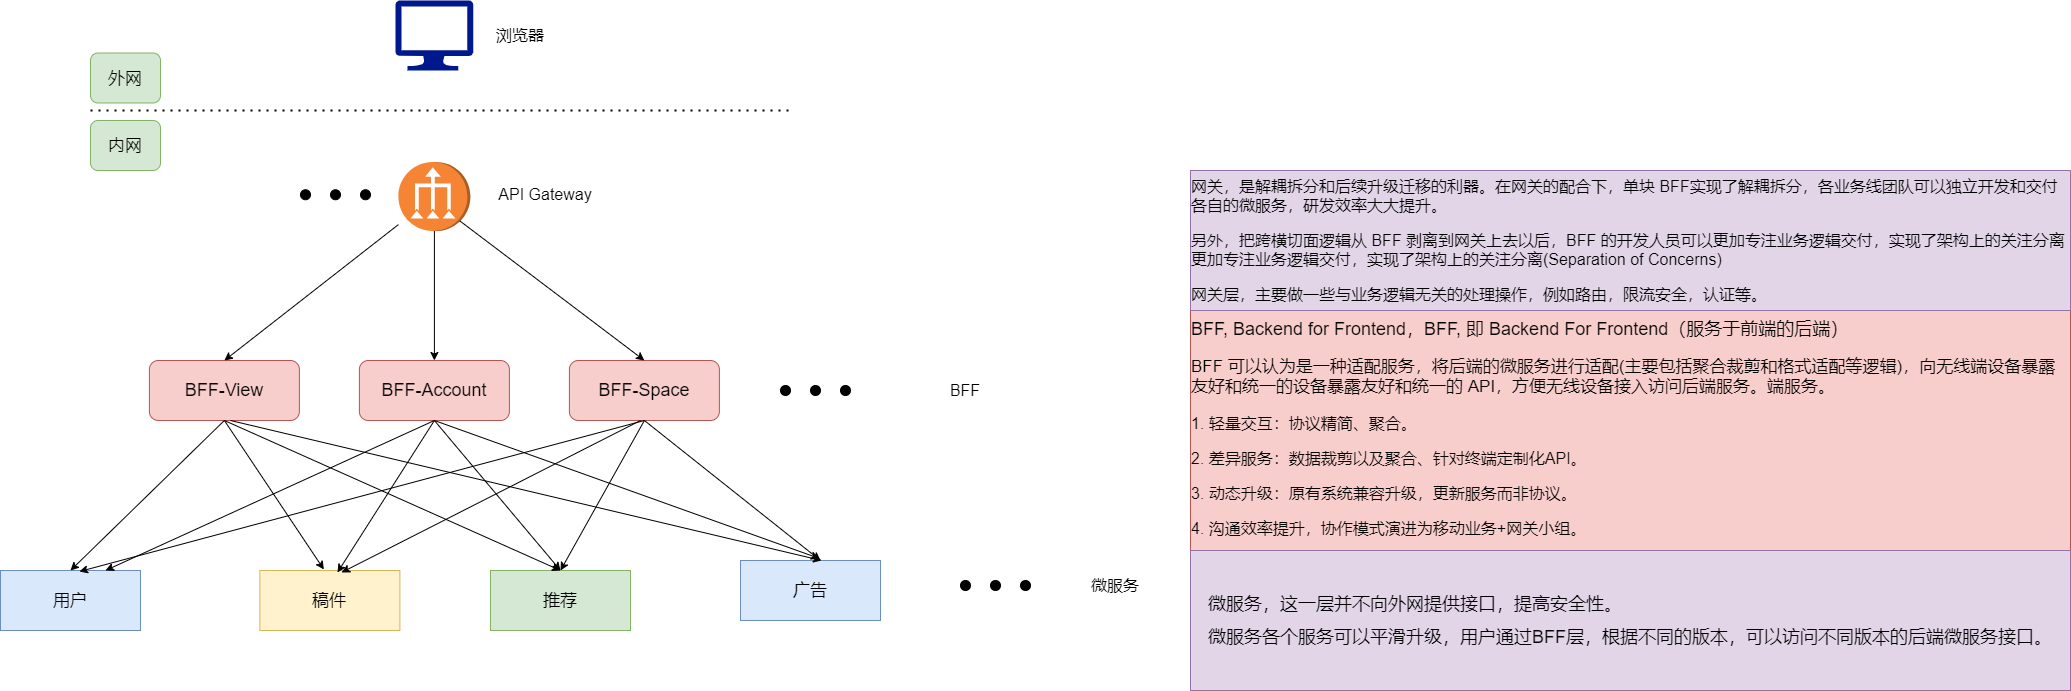 浏览器
外网
内网
API Gateway
BFF-View
BFF-Account
BFF-Space
BFF
用户
稿件
推荐
广告
微服务
网关，是解耦拆分和后续升级迁移的利器。在网关的配合下，单块 BFF实现了解耦拆分，各业务线团队可以独立开发和交付
各自的微服务，研发效率大大提升。
另外，把跨横切面逻辑从 BFF 剥离到网关上去以后，BFF 的开发人员可以更加专注业务逻辑交付，实现了架构上的关注分离
更加专注业务逻辑交付，实现了架构上的关注分离(Separation of Concerns)
网关层，主要做一些与业务逻辑无关的处理操作，例如路由，限流安全，认证等。
BFF, Backend for Frontend，BFF, 即 Backend For Frontend（服务于前端的后端）
BFF 可以认为是一种适配服务，将后端的微服务进行适配(主要包括聚合裁剪和格式适配等逻辑)，向无线端设备暴露
友好和统一的设备暴露友好和统一的 API，方便无线设备接入访问后端服务。端服务。
1. 轻量交互：协议精简、聚合。
2. 差异服务：数据裁剪以及聚合、针对终端定制化API。
3. 动态升级：原有系统兼容升级，更新服务而非协议。
4. 沟通效率提升，协作模式演进为移动业务+网关小组。
微服务，这一层并不向外网提供接口，提高安全性。
微服务各个服务可以平滑升级，用户通过BFF层，根据不同的版本，可以访问不同版本的后端微服务接口。